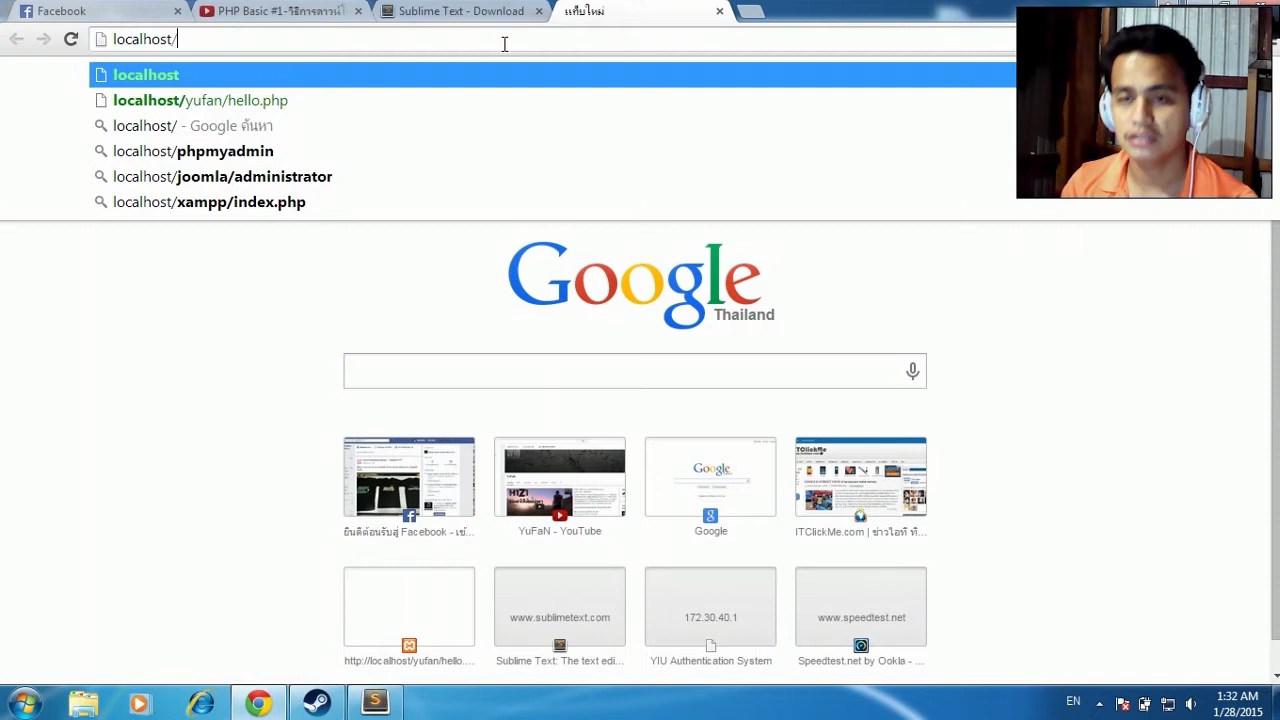 Facebook
PHP Basic #1-วิธีการดาวน์โ
Sublime Text - Download
แท็บใหม่
localhost/
localhost
localhost/yufan/hello.php
localhost/ - Google ค้นหา
localhost/phpmyadmin
localhost/joomla/administrator
localhost/xampp/index.php
Google
Thailand
ยินดีต้อนรับสู่ Facebook - เข้...
YuFaN - YouTube
Google
ITClickMe.com | ข่าวไอที ที...
www.sublimetext.com
172.30.40.1
www.speedtest.net
http://localhost/yufan/hello....
Sublime Text: The text edi...
YIU Authentication System
Speedtest.net by Ookla - ...
EN
1:32 AM
1/28/2015